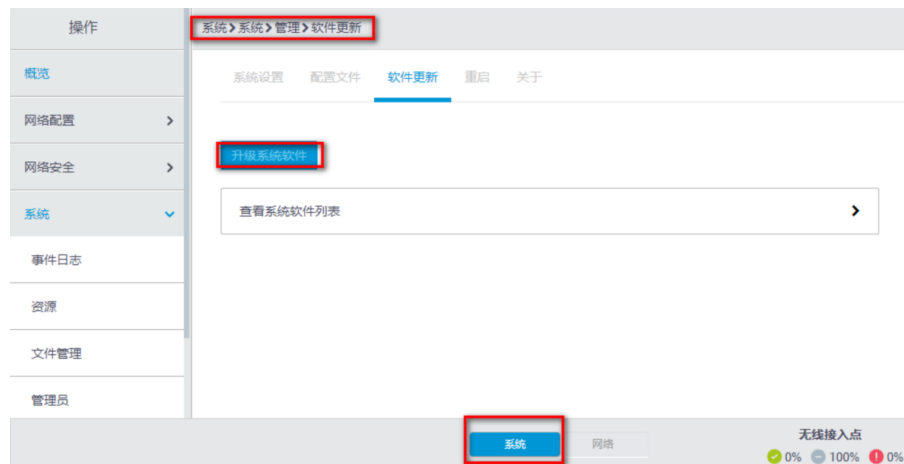 操作
系统>系统>管理>软件更新
概览
系统设置 配置文件 软件更新 重启 关于
网络配置
升级系统软件
网络安全
系统
查看系统软件列表
事件日志
资源
文件管理
管理员
系统 网络
无线接入点
0% 100% 0%